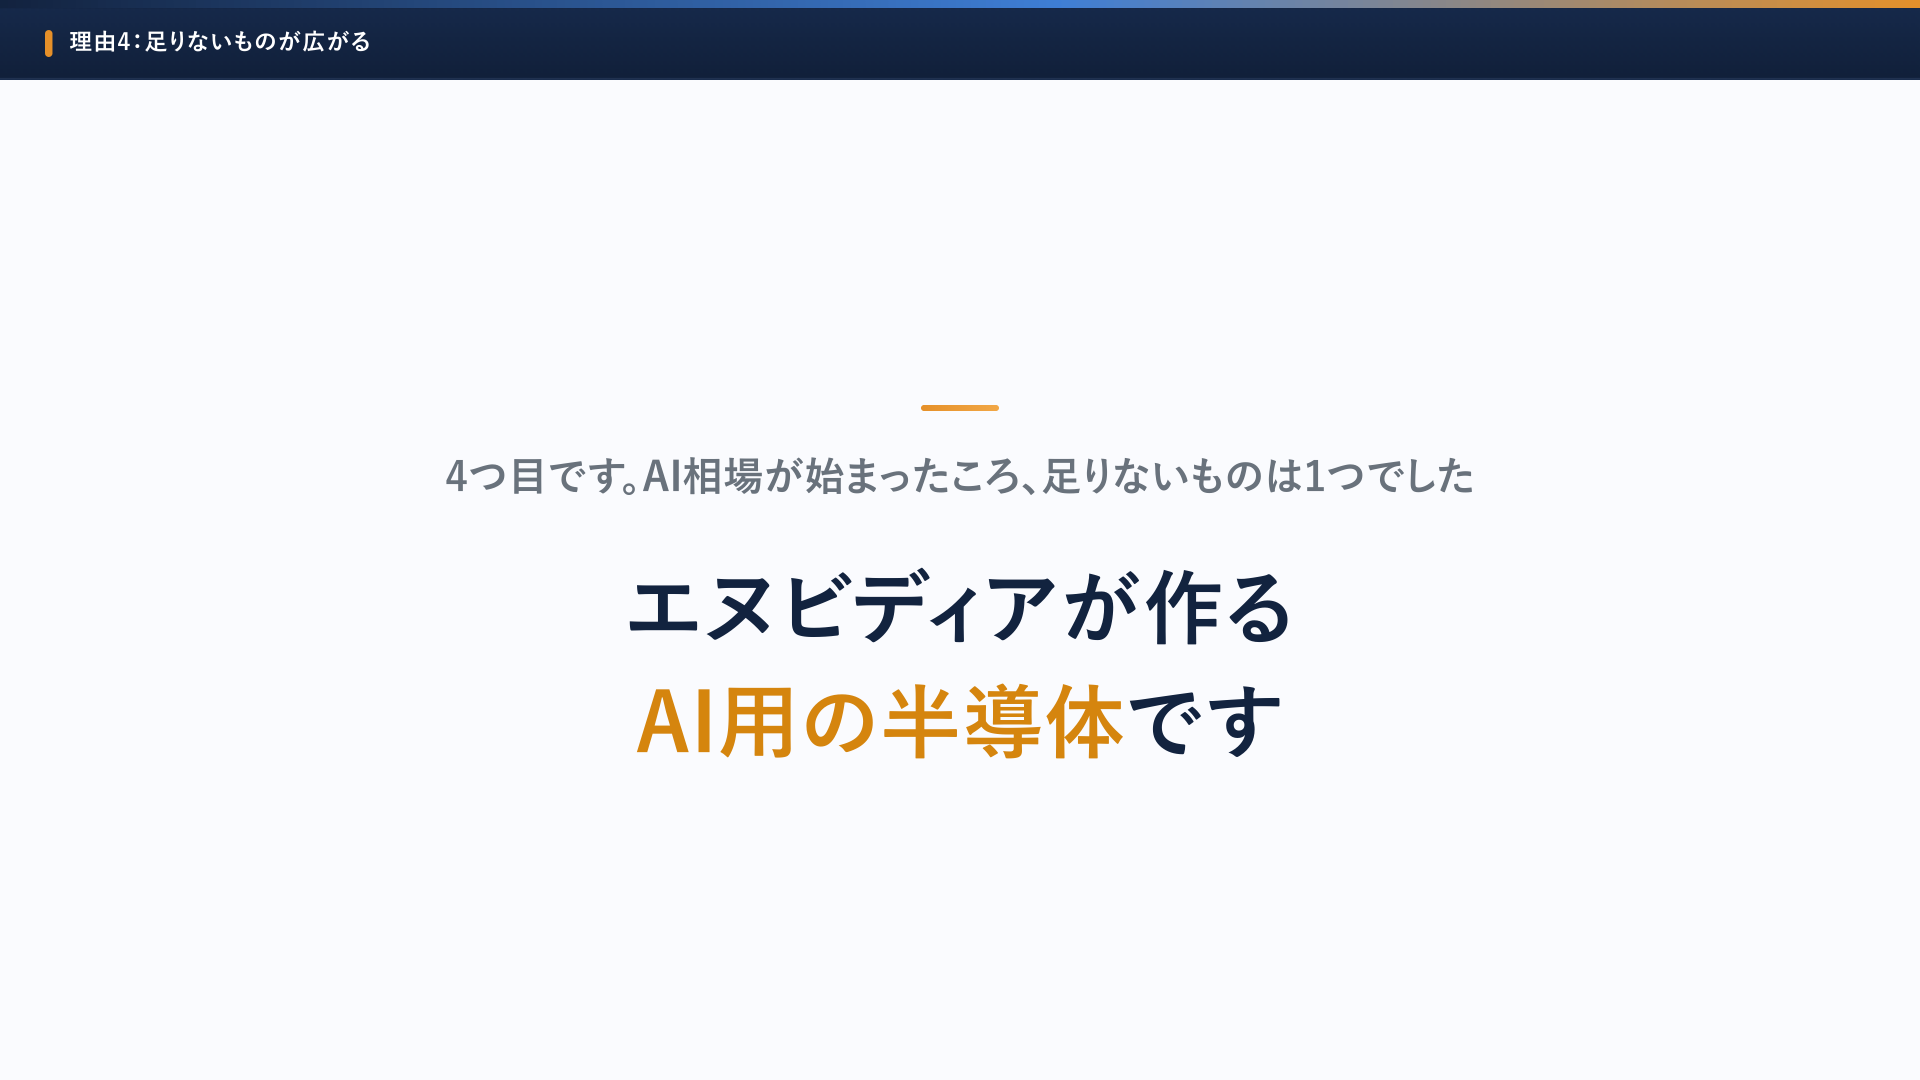 理由4：足りないものが広がる
4つ目です。AI相場が始まったころ、足りないものは1つでした
エヌビディアが作る
AI用の半導体です